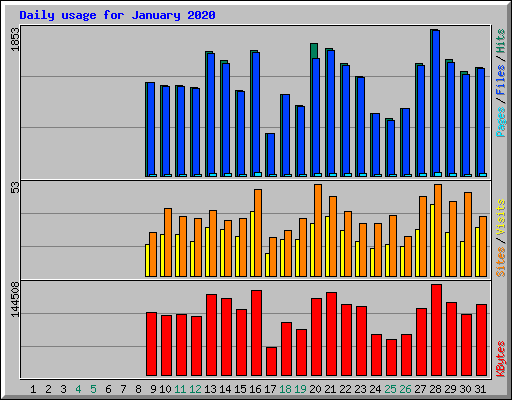 Daily usage for January 2020
1853
Pages / Files / Hits
53
Sites / Visits
144508
KBytes
1 2 3 4 5 6 7 8 9 10 11 12 13 14 15 16 17 18 19 20 21 22 23 24 25 26 27 28 29 30 31